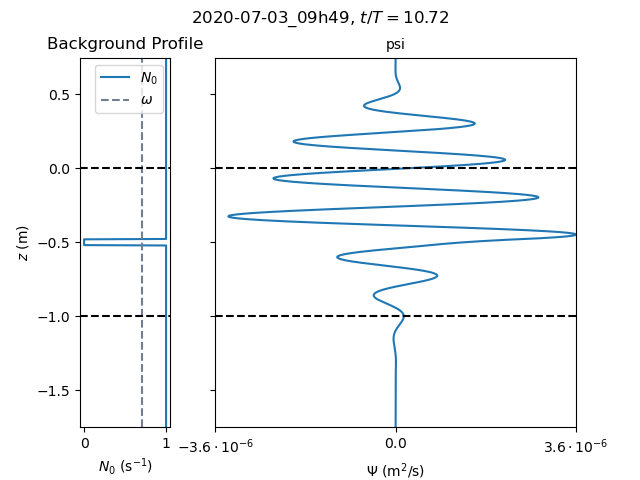 2020-07-03_09h49, t/T = 10.72
Background Profile
psi
N₀
ω
0.5
0.0
−0.5
−1.0
−1.5
z (m)
0
1
N₀ (s⁻¹)
−3.6 · 10⁻⁶
0.0
3.6 · 10⁻⁶
Ψ (m²/s)